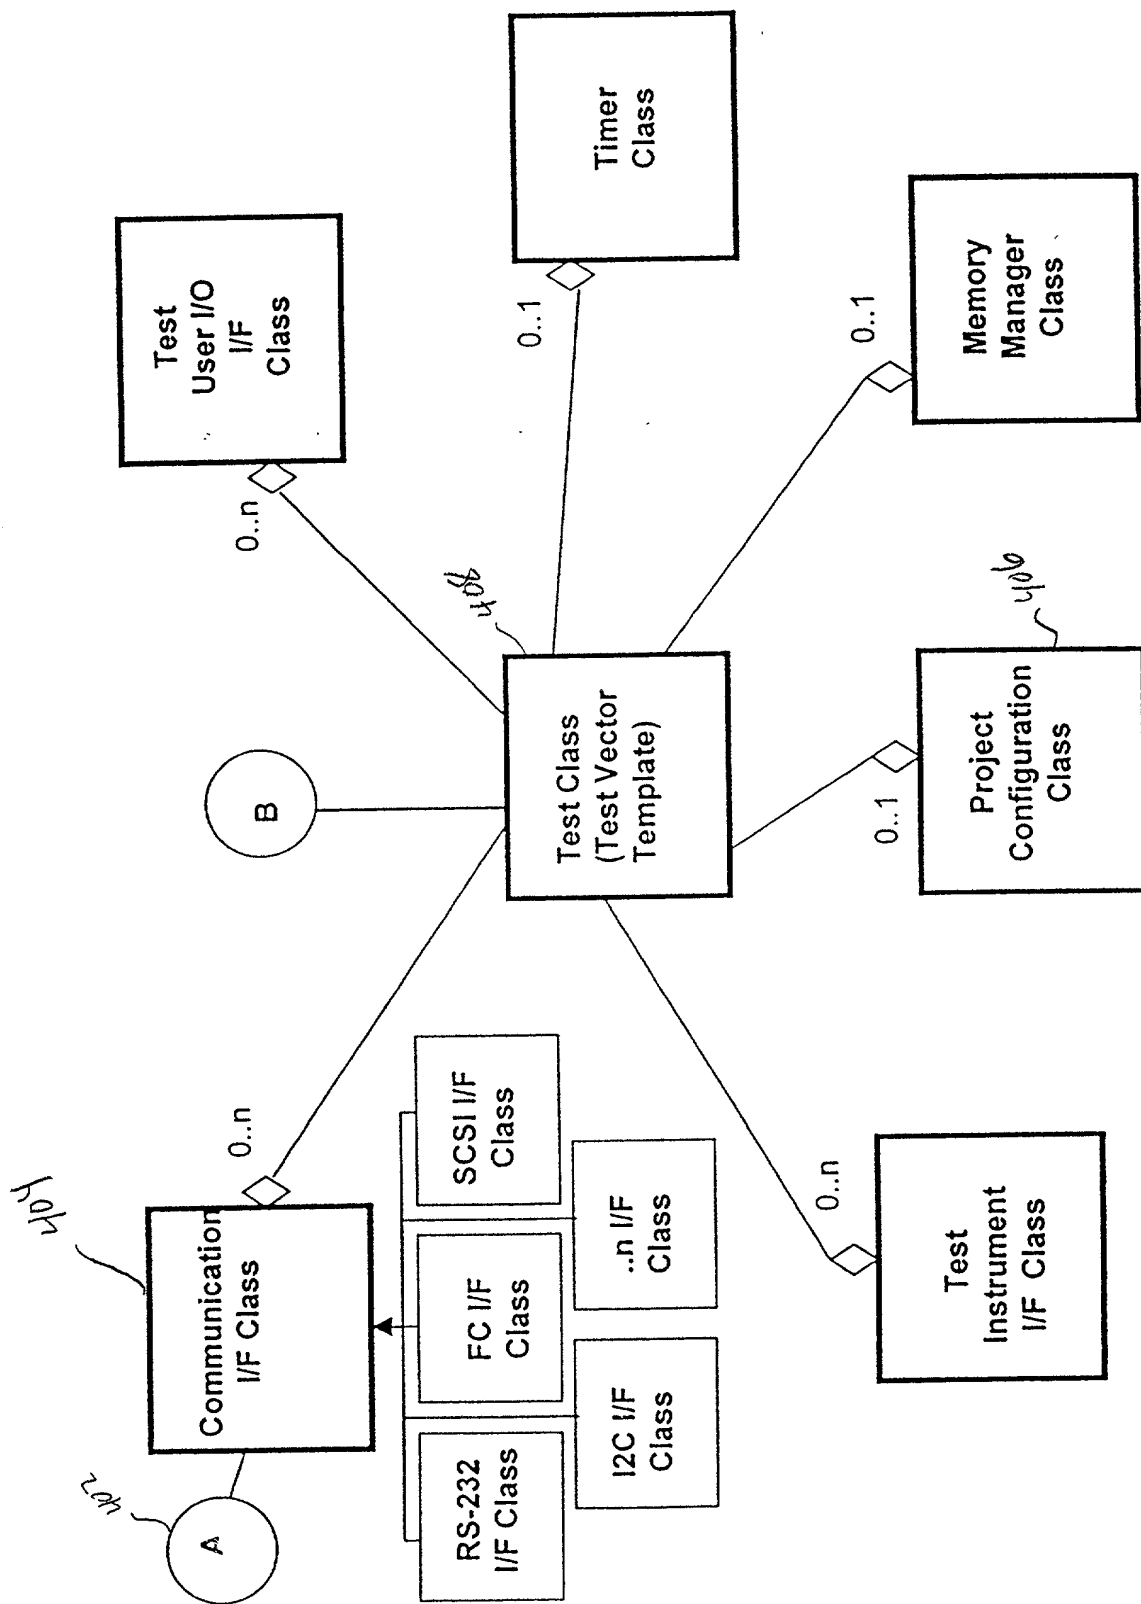 402
A
404
Communication
I/F Class
0..n
RS-232
I/F Class
FC I/F
Class
SCSI I/F
Class
I2C I/F
Class
..n I/F
Class
B
Test
User I/O
I/F
Class
0..n
408
Test Class
(Test Vector
Template)
0..1
Timer
Class
Test
Instrument
I/F Class
0..n
Project
Configuration
Class
0..1
406
Memory
Manager
Class
0..1